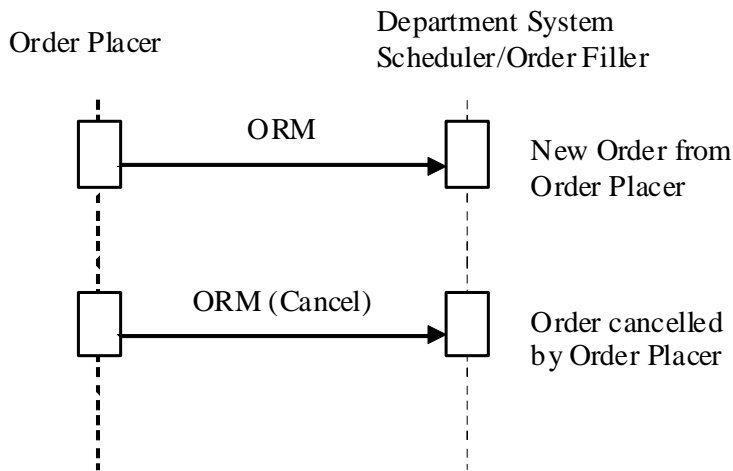 Order Placer
Department System
Scheduler/Order Filler
ORM
New Order from
Order Placer
ORM (Cancel)
Order cancelled
by Order Placer